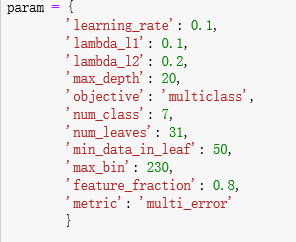 param = {
'learning_rate': 0.1,
'lambda_l1': 0.1,
'lambda_l2': 0.2,
'max_depth': 20,
'objective': 'multiclass',
'num_class': 7,
'num_leaves': 31,
'min_data_in_leaf': 50,
'max_bin': 230,
'feature_fraction': 0.8,
'metric': 'multi_error'
}